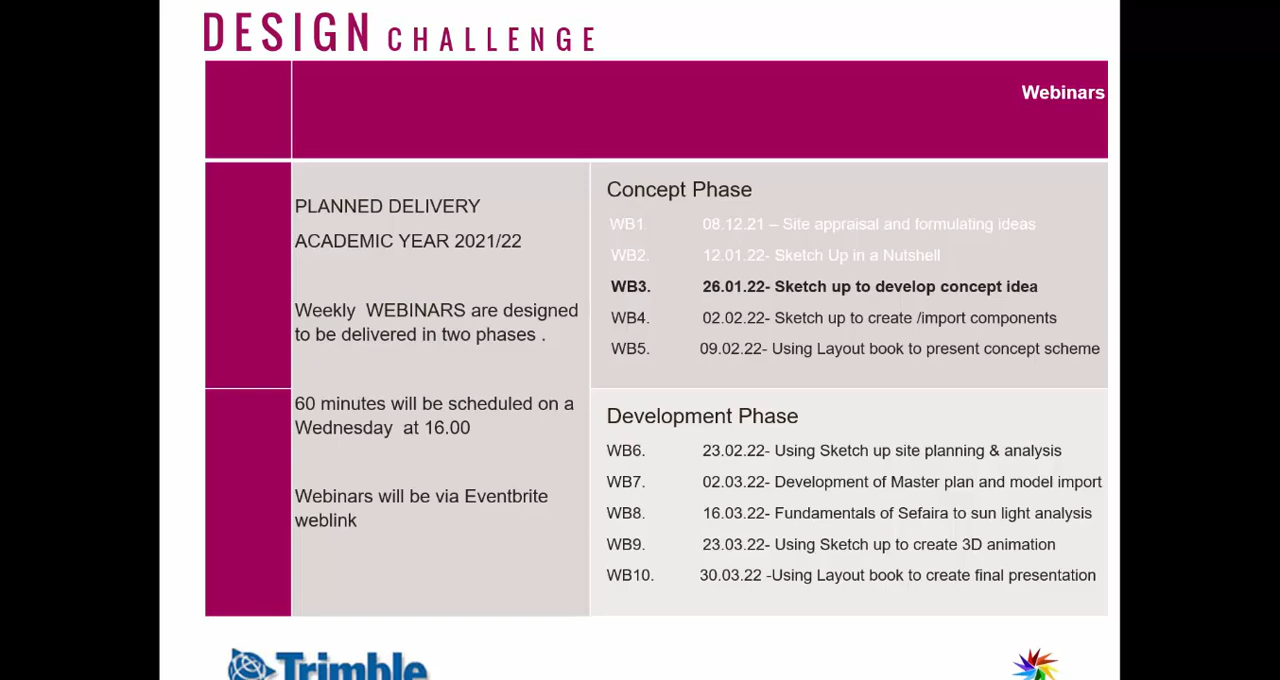 DESIGN CHALLENGE
Webinars
PLANNED DELIVERY
ACADEMIC YEAR 2021/22
Weekly WEBINARS are designed
to be delivered in two phases .
60 minutes will be scheduled on a
Wednesday at 16.00
Webinars will be via Eventbrite
weblink
Concept Phase
WB1. 08.12.21 – Site appraisal and formulating ideas
WB2. 12.01.22- Sketch Up in a Nutshell
WB3. 26.01.22- Sketch up to develop concept idea
WB4. 02.02.22- Sketch up to create /import components
WB5. 09.02.22- Using Layout book to present concept scheme
Development Phase
WB6. 23.02.22- Using Sketch up site planning & analysis
WB7. 02.03.22- Development of Master plan and model import
WB8. 16.03.22- Fundamentals of Sefaira to sun light analysis
WB9. 23.03.22- Using Sketch up to create 3D animation
WB10. 30.03.22 -Using Layout book to create final presentation
Trimble